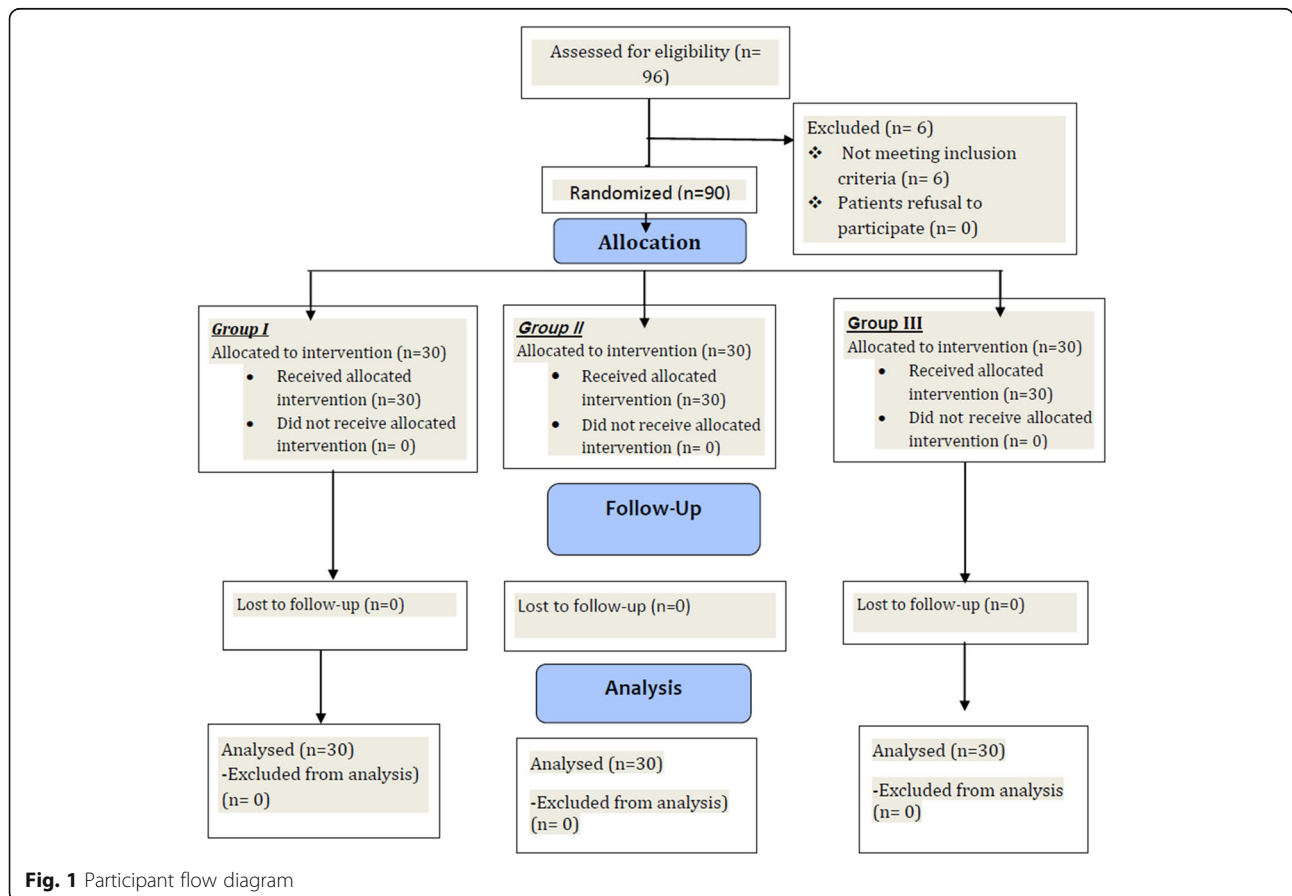 Assessed for eligibility (n=
96)
Excluded (n= 6)
❖ Not meeting inclusion
criteria (n= 6)
❖ Patients refusal to
participate (n= 0)
Randomized (n=90)
Allocation
Group I
Allocated to intervention (n=30)
• Received allocated
intervention (n=30)
• Did not receive allocated
intervention (n= 0)
Group II
Allocated to intervention (n=30)
• Received allocated
intervention (n=30)
• Did not receive allocated
intervention (n= 0)
Group III
Allocated to intervention (n=30)
• Received allocated
intervention (n=30)
• Did not receive allocated
intervention (n= 0)
Follow-Up
Lost to follow-up (n=0)
Lost to follow-up (n=0)
Lost to follow-up (n=0)
Analysis
Analysed (n=30)
-Excluded from analysis)
(n= 0)
Analysed (n=30)
-Excluded from analysis)
(n= 0)
Analysed (n=30)
-Excluded from analysis
(n= 0)
Fig. 1 Participant flow diagram